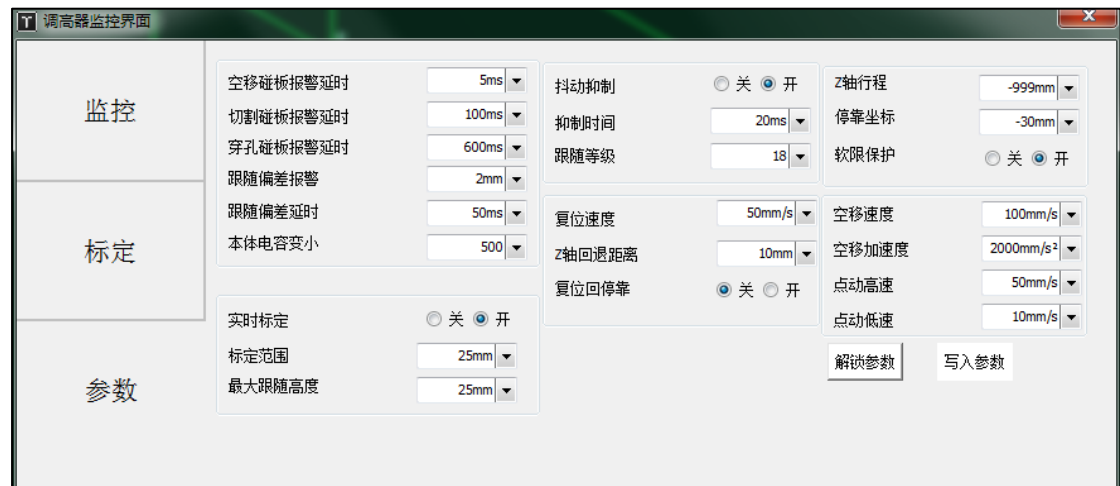 T 调高器监控界面
监控
标定
参数
空移碰板报警延时 5ms
切割碰板报警延时 100ms
穿孔碰板报警延时 600ms
跟随偏差报警 2mm
跟随偏差延时 50ms
本体电容变小 500
实时标定 关 开
标定范围 25mm
最大跟随高度 25mm
抖动抑制 关 开
抑制时间 20ms
跟随等级 18
复位速度 50mm/s
Z轴回退距离 10mm
复位回停靠 关 开
Z轴行程 -999mm
停靠坐标 -30mm
软限保护 关 开
空移速度 100mm/s
空移加速度 2000mm/s²
点动高速 50mm/s
点动低速 10mm/s
解锁参数 写入参数